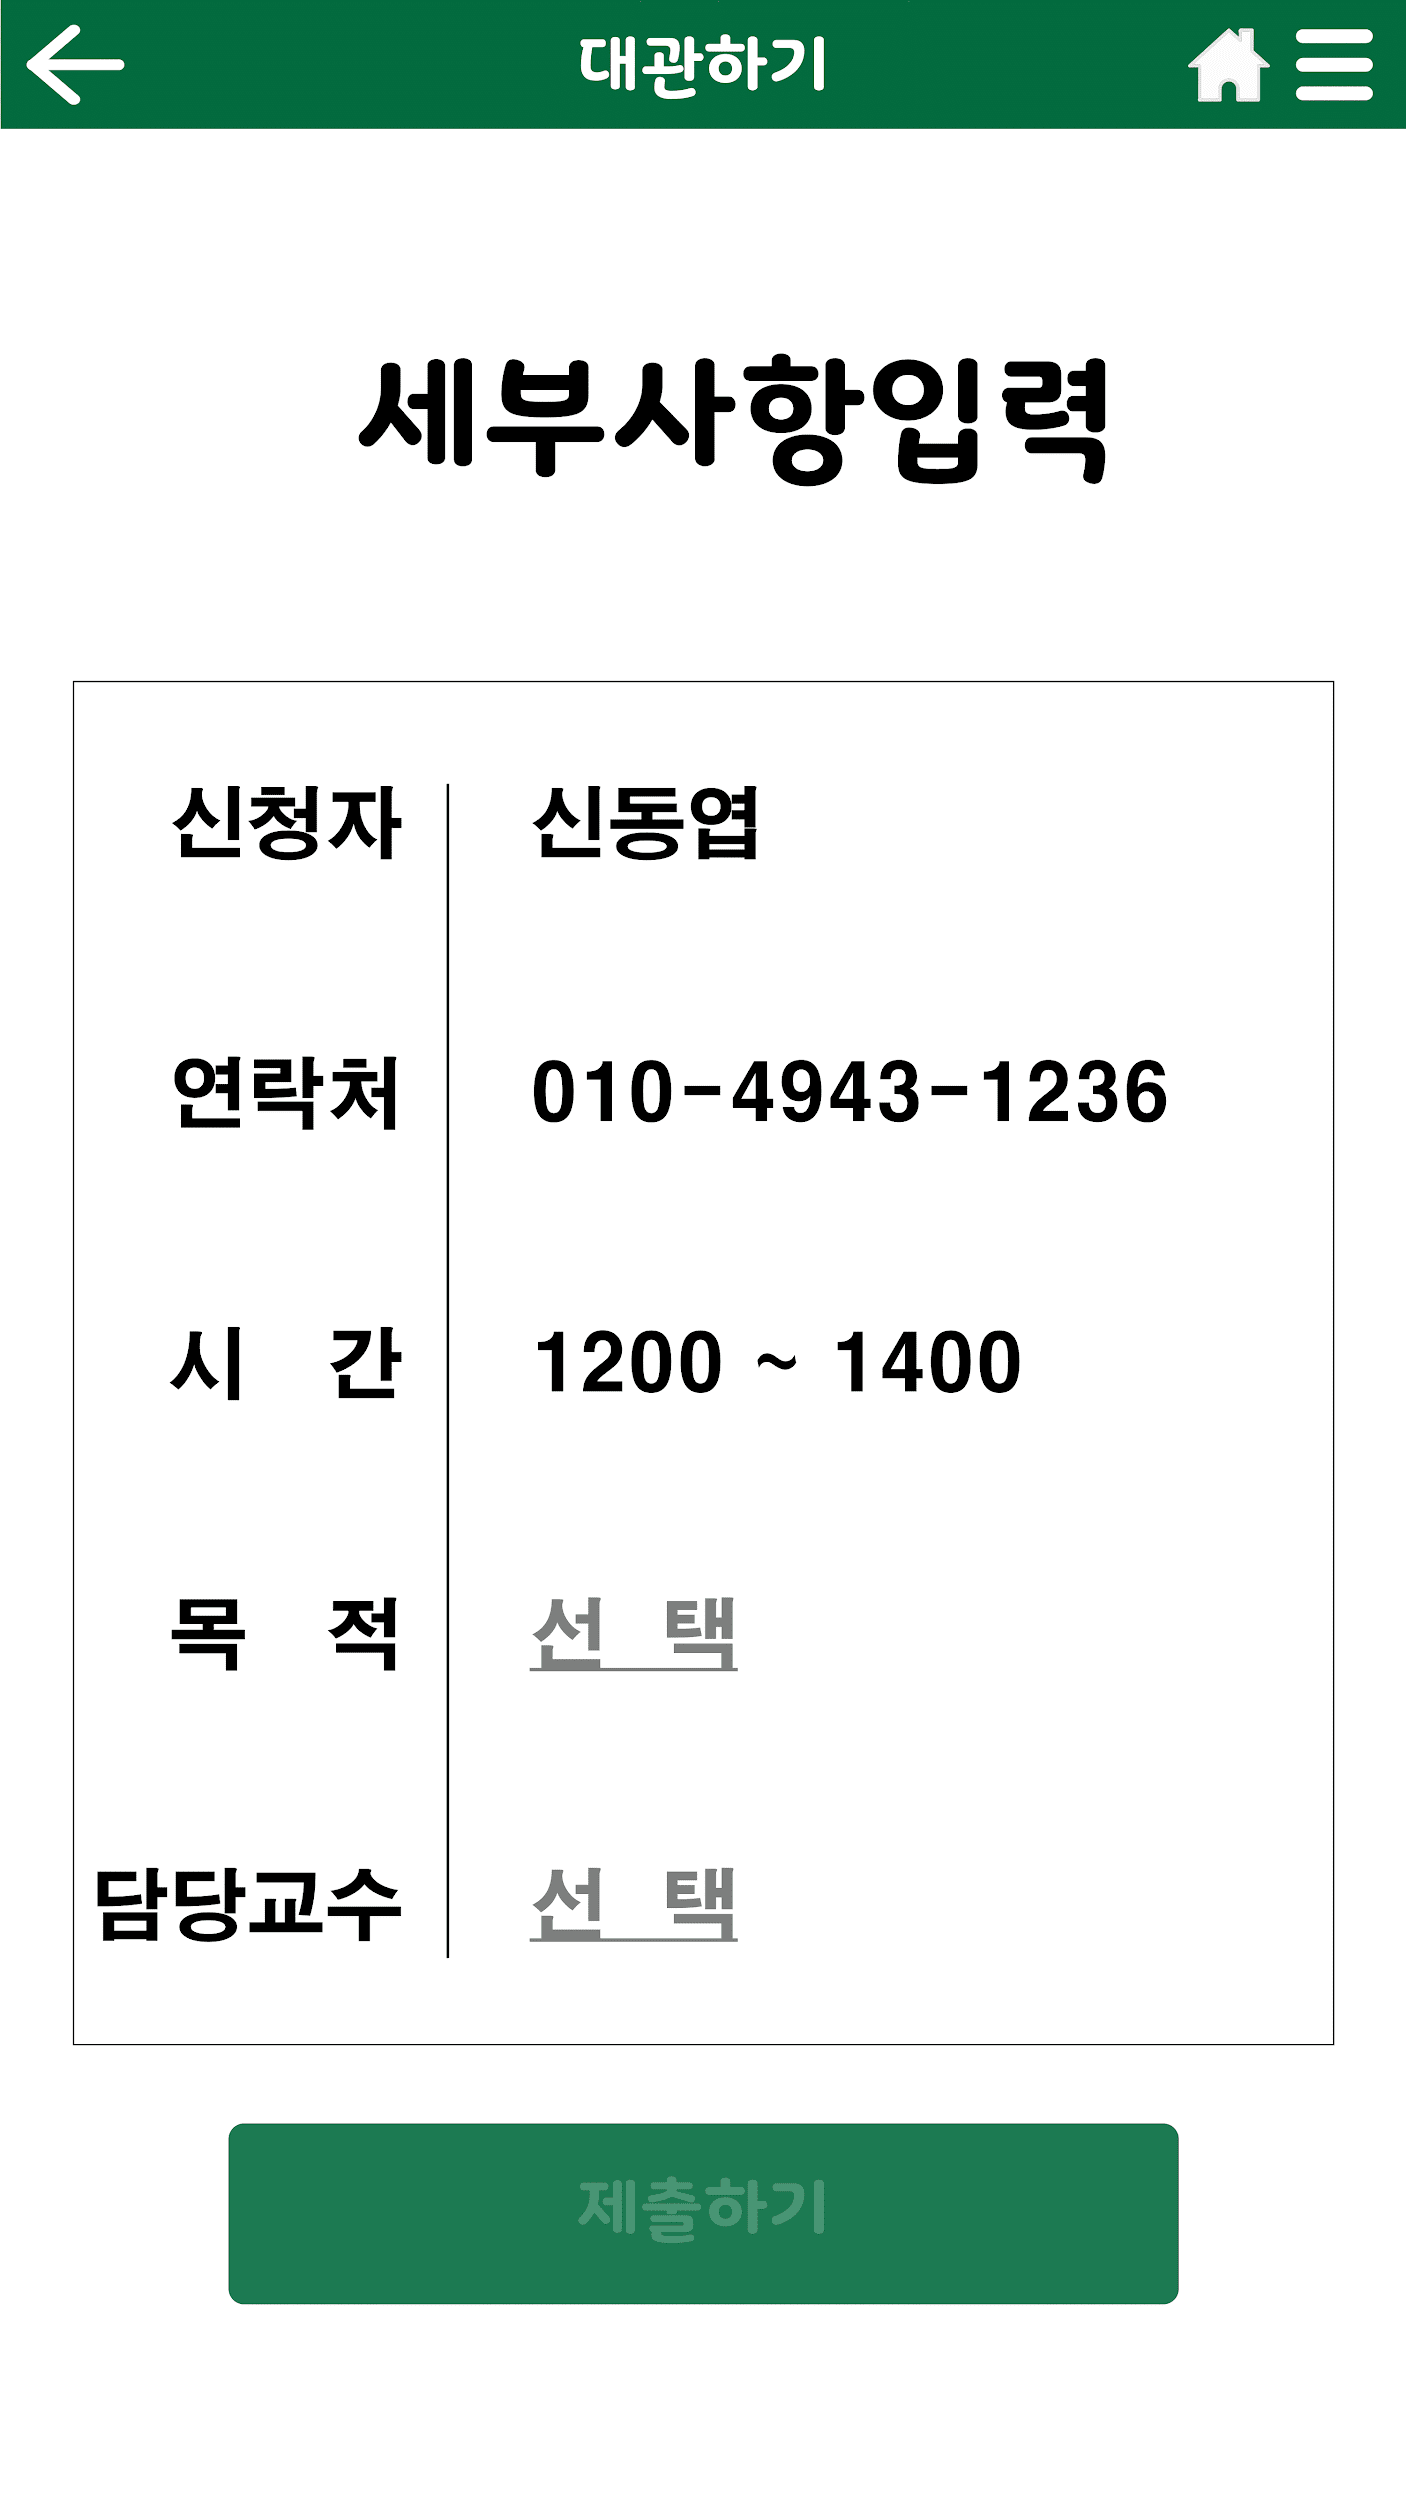 대관하기
세부사항입력
신청자 신동엽
연락처 010-4943-1236
시 간 1200 ~ 1400
목 적 선 택
담당교수 선 택
제출하기